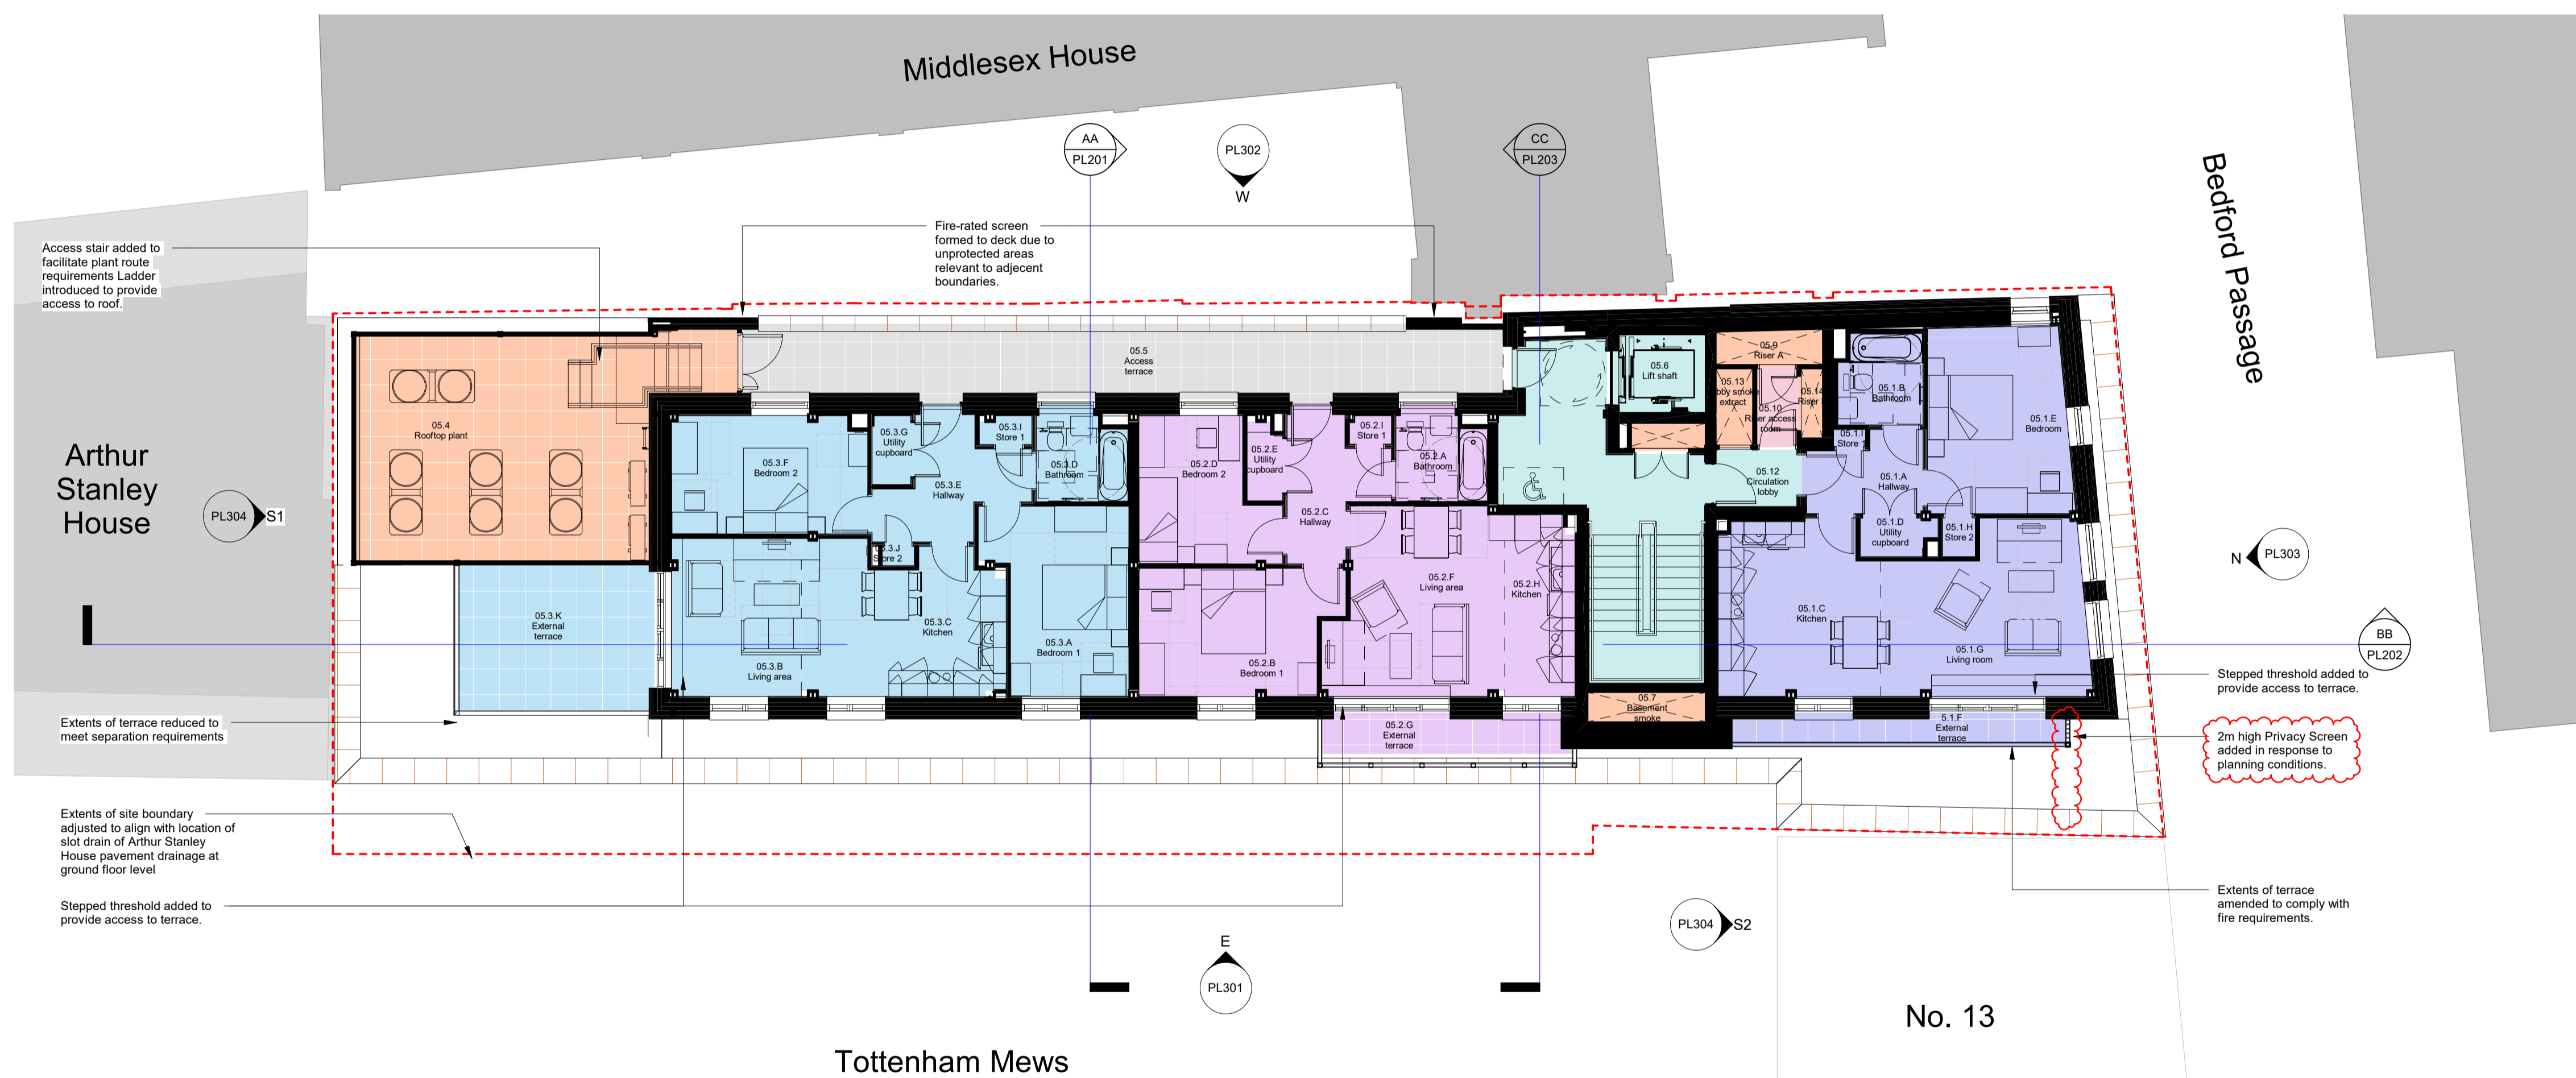 Middlesex House
Bedford Passage
AA
PL201
PL302
W
CC
PL203
Access stair added to
facilitate plant route
requirements Ladder
introduced to provide
access to roof.
Fire-rated screen
formed to deck due to
unprotected areas
relevant to adjecent
boundaries.
05.5
Access
terrace
05.6
Lift shaft
05.9
Riser A
05.13
extract
05.10
Riser access
room
05.14
Riser
05.1.B
Bathroom
05.1.E
Bedroom
05.4
Rooftop plant
05.3.G
Utility
cupboard
05.3.I
Store 1
05.3.F
Bedroom 2
05.3.D
Bathroom
05.3.E
Hallway
05.2.D
Bedroom 2
05.2.E
Utility
cupboard
05.2.I
Store 1
05.2.A
Bathroom
05.2.C
Hallway
05.12
Circulation
lobby
05.1.I
Store
05.1.A
Hallway
05.1.D
Utility
cupboard
05.1.H
Store 2
Arthur
Stanley
House
PL304
S1
N
PL303
05.3.J
Store 2
05.3.K
External
terrace
05.3.B
Living area
05.3.C
Kitchen
05.3.A
Bedroom 1
05.2.B
Bedroom 1
05.2.F
Living area
05.2.H
Kitchen
05.1.C
Kitchen
05.1.G
Living room
BB
PL202
05.7
Basement
smoke
05.2.G
External
terrace
5.1.F
External
terrace
Stepped threshold added to
provide access to terrace.
Extents of terrace reduced to
meet separation requirements
2m high Privacy Screen
added in response to
planning conditions.
Extents of site boundary
adjusted to align with location of
slot drain of Arthur Stanley
House pavement drainage at
ground floor level
Stepped threshold added to
provide access to terrace.
Extents of terrace
amended to comply with
fire requirements.
PL304
S2
E
PL301
No. 13
Tottenham Mews